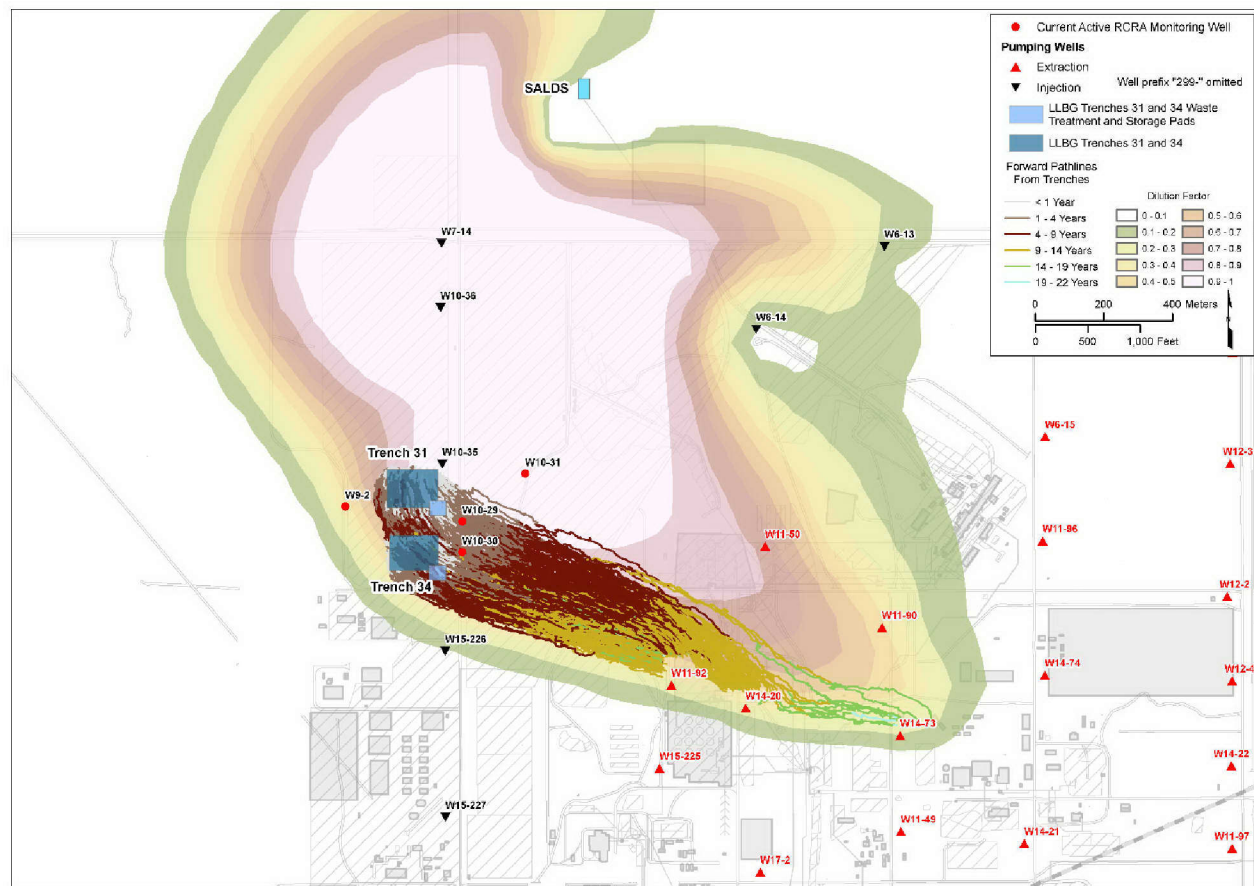 Current Active RCRA Monitoring Well
Pumping Wells
Extraction
Well prefix "299-" omitted
Injection
LLBG Trenches 31 and 34 Waste
Treatment and Storage Pads
LLBG Trenches 31 and 34
Forward Pathlines
From Trenches
Dilution Factor
< 1 Year
0 - 0.1
0.5 - 0.6
1 - 4 Years
0.1 - 0.2
0.6 - 0.7
4 - 9 Years
0.2 - 0.3
0.7 - 0.8
9 - 14 Years
0.3 - 0.4
0.8 - 0.9
14 - 19 Years
0.4 - 0.5
0.9 - 1
19 - 22 Years
0 200 400 Meters
0 500 1,000 Feet
SALDS
W7-14
W6-13
W10-36
W6-14
W6-15
Trench 31
W10-35
W10-31
W12-3
W9-2
W10-29
W11-50
W11-96
W10-30
Trench 34
W12-2
W11-90
W15-226
W11-92
W14-74
W12-4
W14-20
W14-73
W15-225
W14-22
W15-227
W11-49
W14-21
W11-97
W17-2